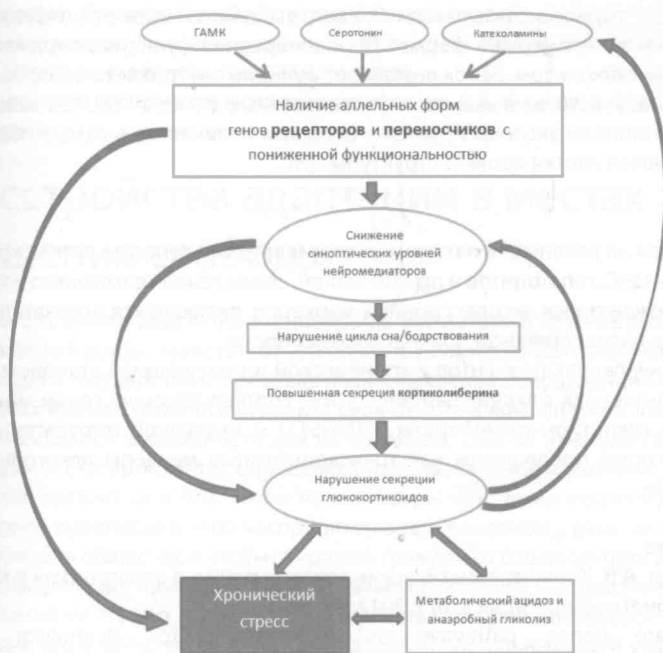 ГАМК
Серотонин
Катехоламины
Наличие аллельных форм
генов рецепторов и переносчиков
пониженной функциональностью
Снижение
синоптических уровней
нейромедиаторов
Нарушение цикла сна/бодрствования
Повышенная секреция кортиколиберина
Нарушение секреции
глюкокортикоидов
Хронический
стресс
Метаболический ацидоз и
анаэробный гликолиз